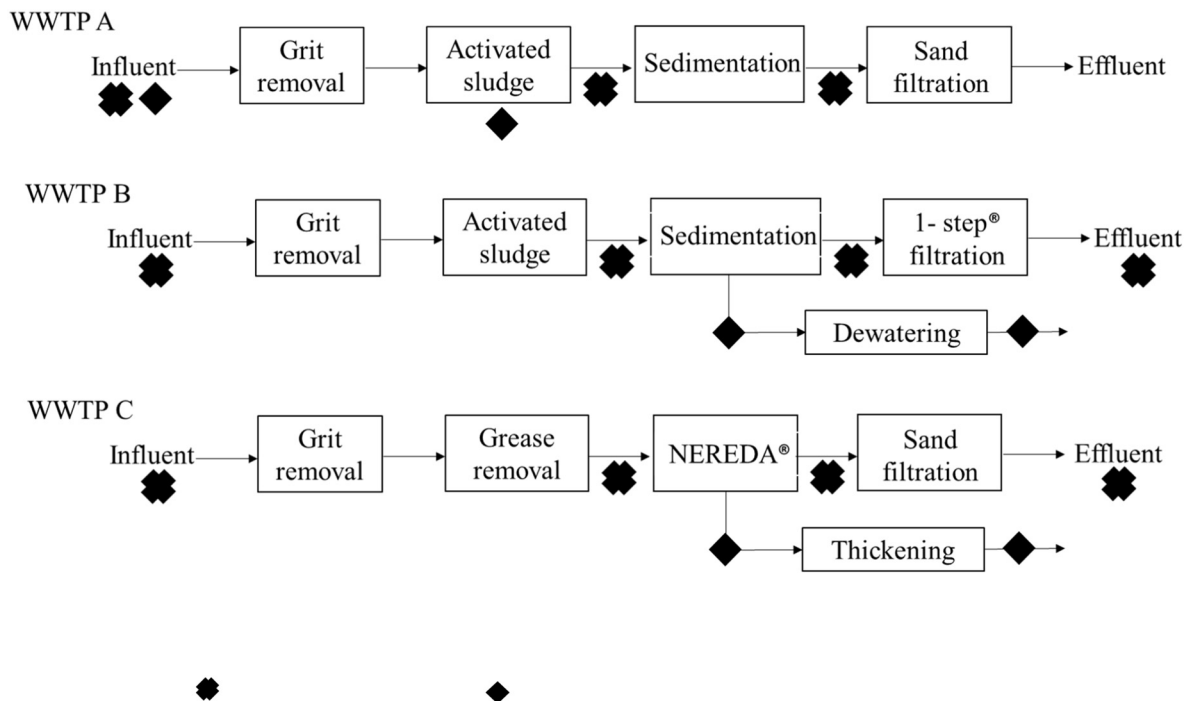 WWTP A
Influent
Grit
removal
Activated
sludge
Sedimentation
Sand
filtration
Effluent
WWTP B
Influent
Grit
removal
Activated
sludge
Sedimentation
1- step®
filtration
Effluent
Dewatering
WWTP C
Influent
Grit
removal
Grease
removal
NEREDA®
Sand
filtration
Effluent
Thickening